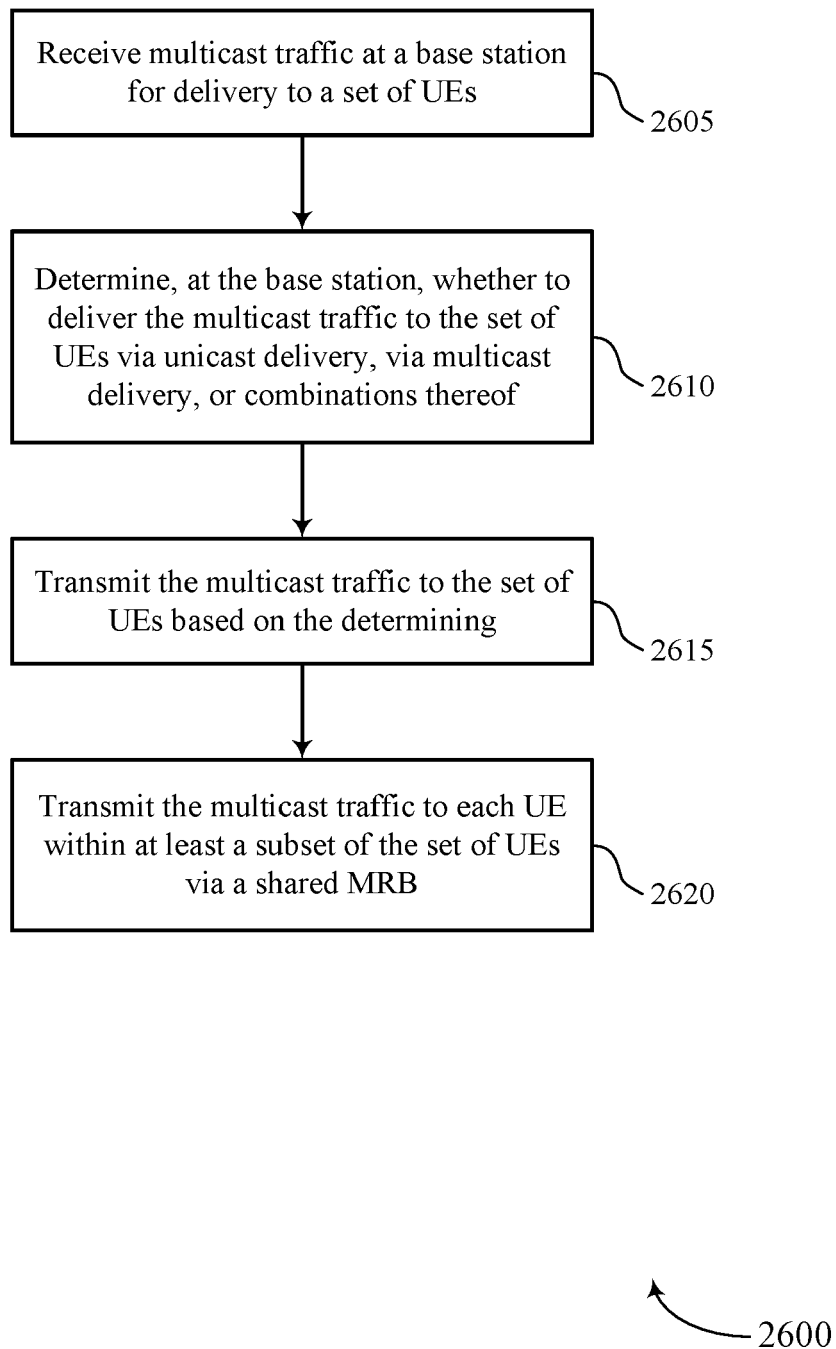 Receive multicast traffic at a base station
for delivery to a set of UEs
2605
Determine, at the base station, whether to
deliver the multicast traffic to the set of
UEs via unicast delivery, via multicast
delivery, or combinations thereof
2610
Transmit the multicast traffic to the set of
UEs based on the determining
2615
Transmit the multicast traffic to each UE
within at least a subset of the set of UEs
via a shared MRB
2620
2600